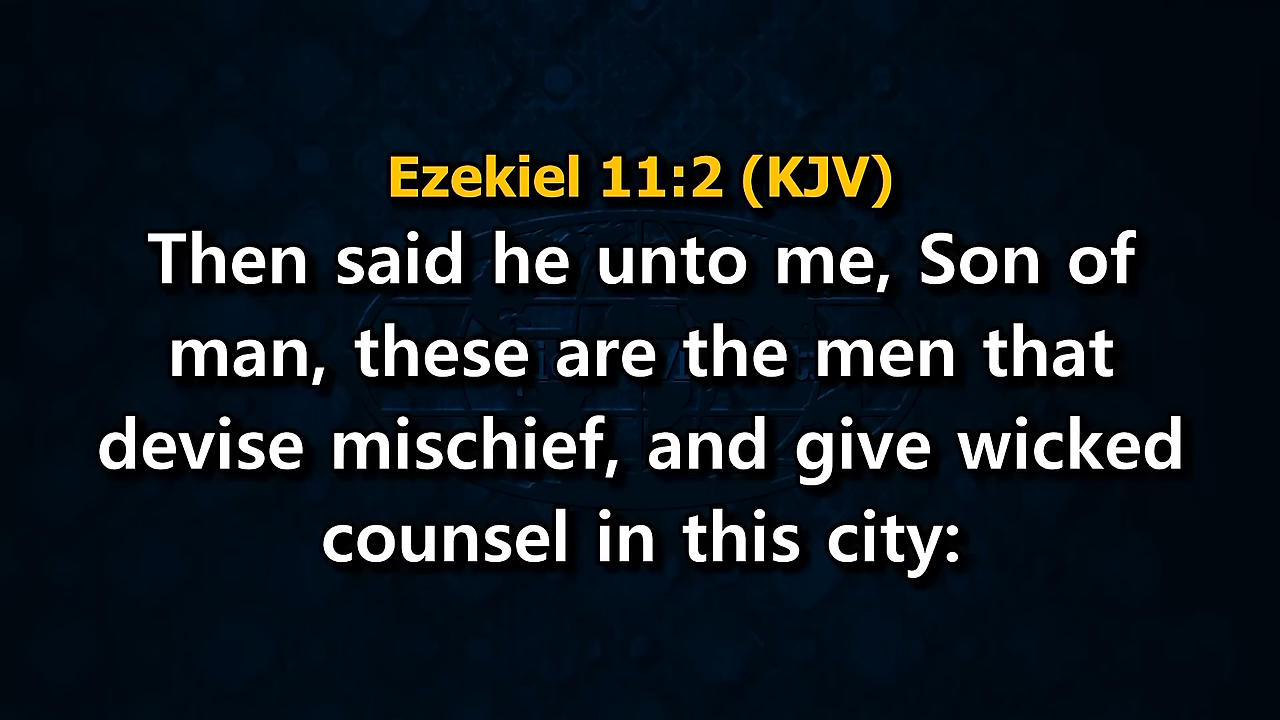 Ezekiel 11:2 (KJV)
Then said he unto me, Son of
man, these are the men that
devise mischief, and give wicked
counsel in this city: